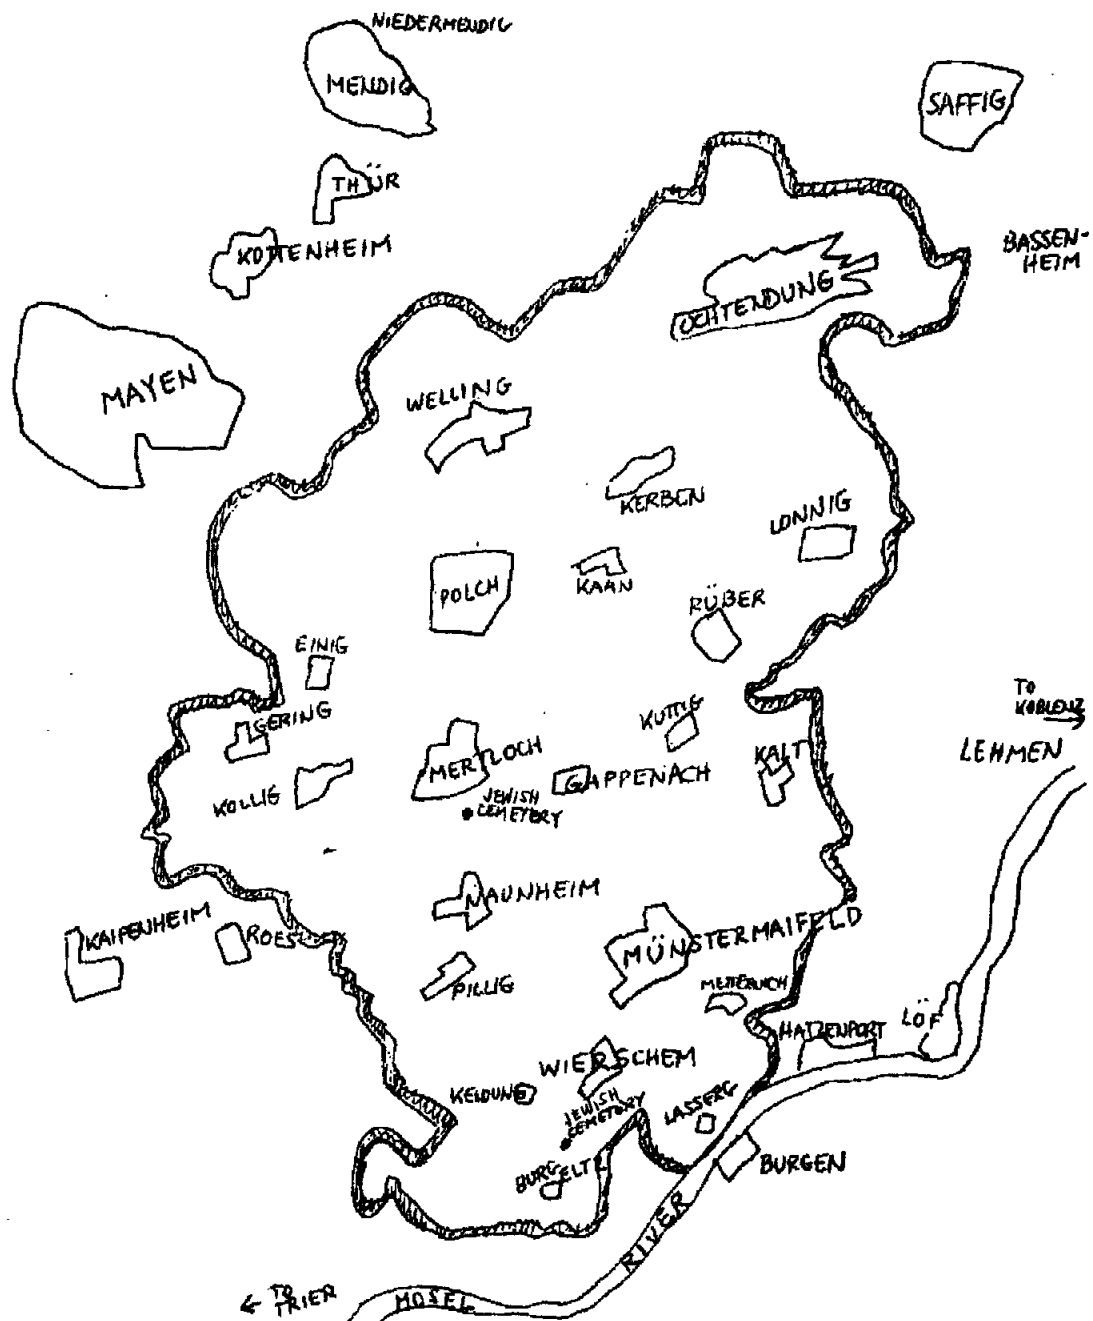 NIEDERMENDIG
MENDIG
SAFFIG
THÜR
KOTTENHEIM
BASSEN-
HEIM
OCHTENDUNG
MAYEN
WELLING
KERBEN
LONNIG
POLCH
KAAN
RÜBER
EINIG
GERING
KUTTIG
TO
KOBLENZ
LEHMEN
MERTLOCH
KALT
GAPPENACH
KOLLIG
JEWISH
CEMETERY
NAUNHEIM
KAIPENHEIM
ROES
MÜNSTERMAIFELD
PILLIG
METTERNICH
HATZENPORT
LÖF
WIERSCHEM
KELDUNG
JEWISH
CEMETERY
LASSERG
BURG ELTZ
BURGEN
RIVER
← TO
TRIER
MOSEL